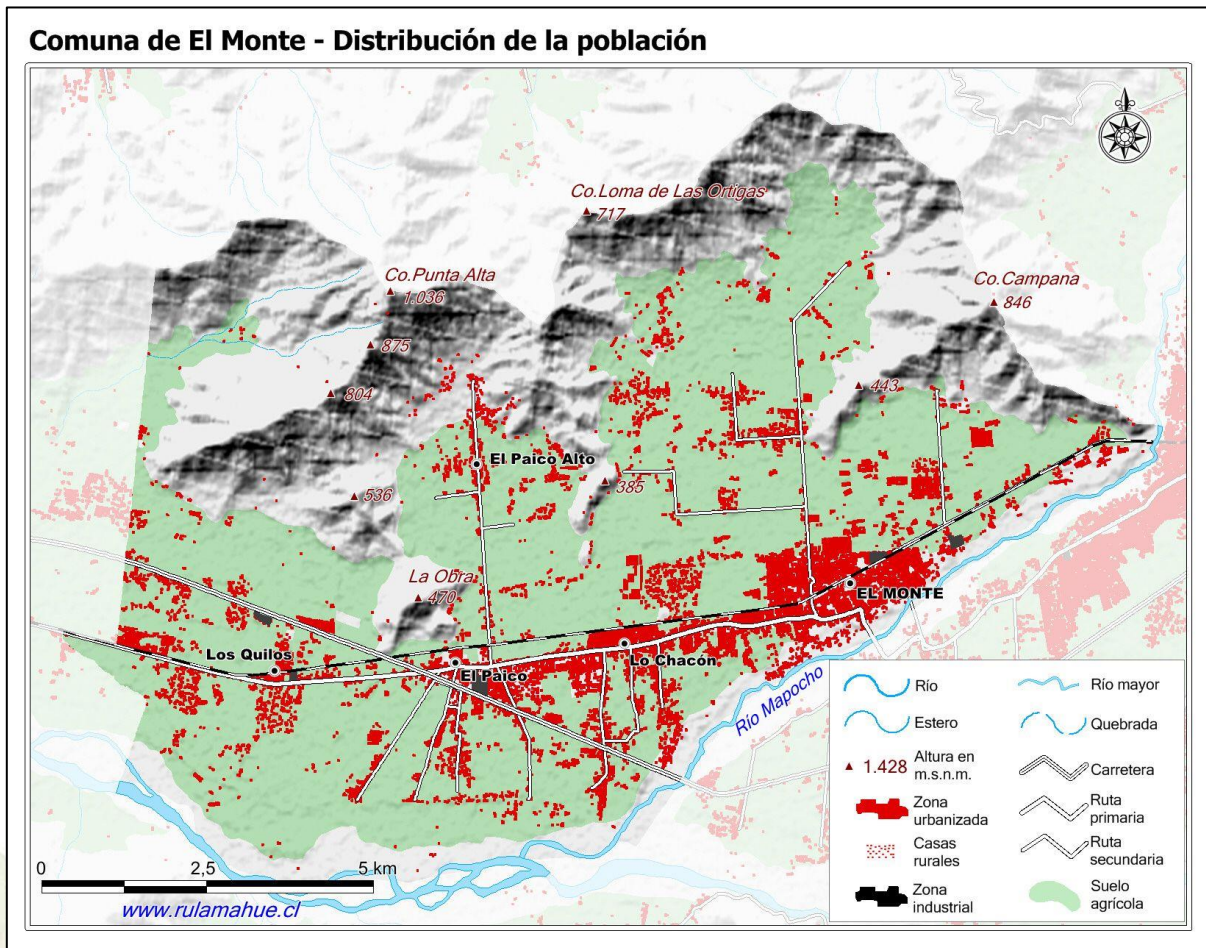 Comuna de El Monte - Distribución de la población
Co.Loma de Las Ortigas
717
Co.Punta Alta
1.036
Co.Campana
846
875
804
443
El Paico Alto
385
536
La Obra
470
EL MONTE
Los Quilos
El Paico
Lo Chacón
Río Mapocho
Río
Río mayor
Estero
Quebrada
1.428 Altura en
m.s.n.m.
Carretera
Zona
urbanizada
Ruta
primaria
Casas
rurales
Ruta
secundaria
Zona
industrial
Suelo
agrícola
0 2,5 5 km
www.rulamahue.cl